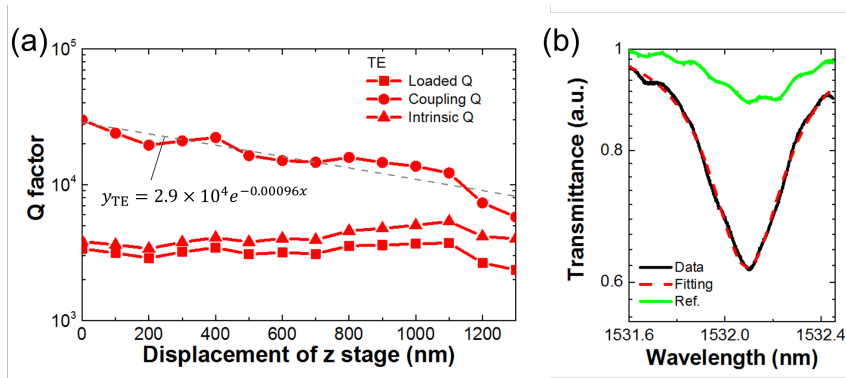 (a)
10^5
10^4
10^3
Q factor
TE
Loaded Q
Coupling Q
Intrinsic Q
y_TE = 2.9 × 10^4 e^−0.00096x
0 200 400 600 800 1000 1200
Displacement of z stage (nm)
(b)
1
0.8
0.6
Transmittance (a.u.)
Data
Fitting
Ref.
1531.6 1532.0 1532.4
Wavelength (nm)